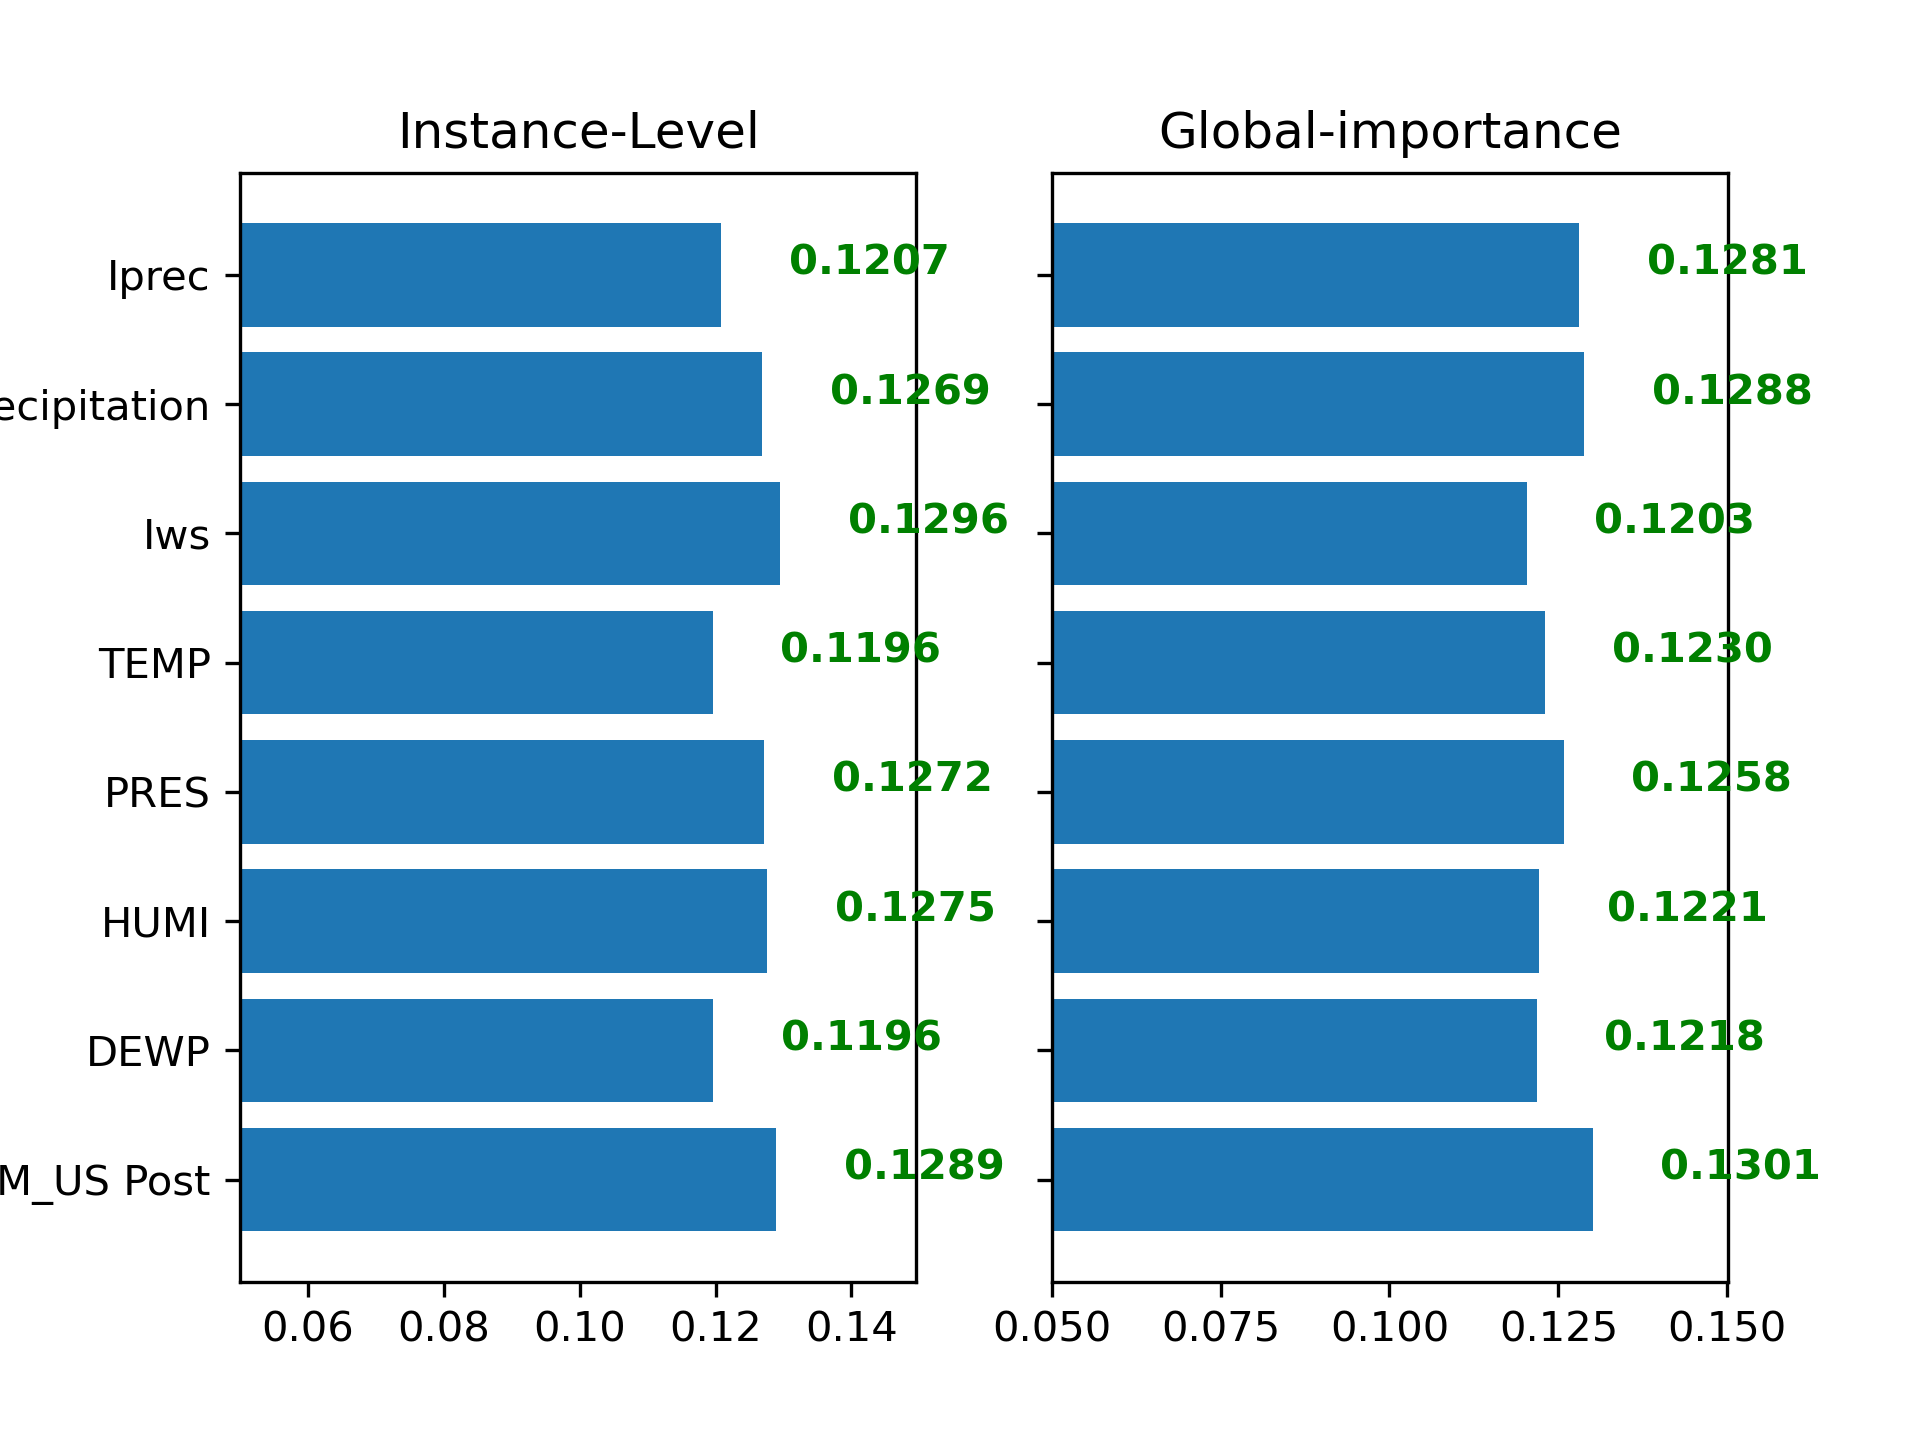 Instance-Level Global-importance
Iprec 0.1207 0.1281
ecipitation 0.1269 0.1288
Iws 0.1296 0.1203
TEMP 0.1196 0.1230
PRES 0.1272 0.1258
HUMI 0.1275 0.1221
DEWP 0.1196 0.1218
M_US Post 0.1289 0.1301
0.06 0.08 0.10 0.12 0.14 0.050 0.075 0.100 0.125 0.150